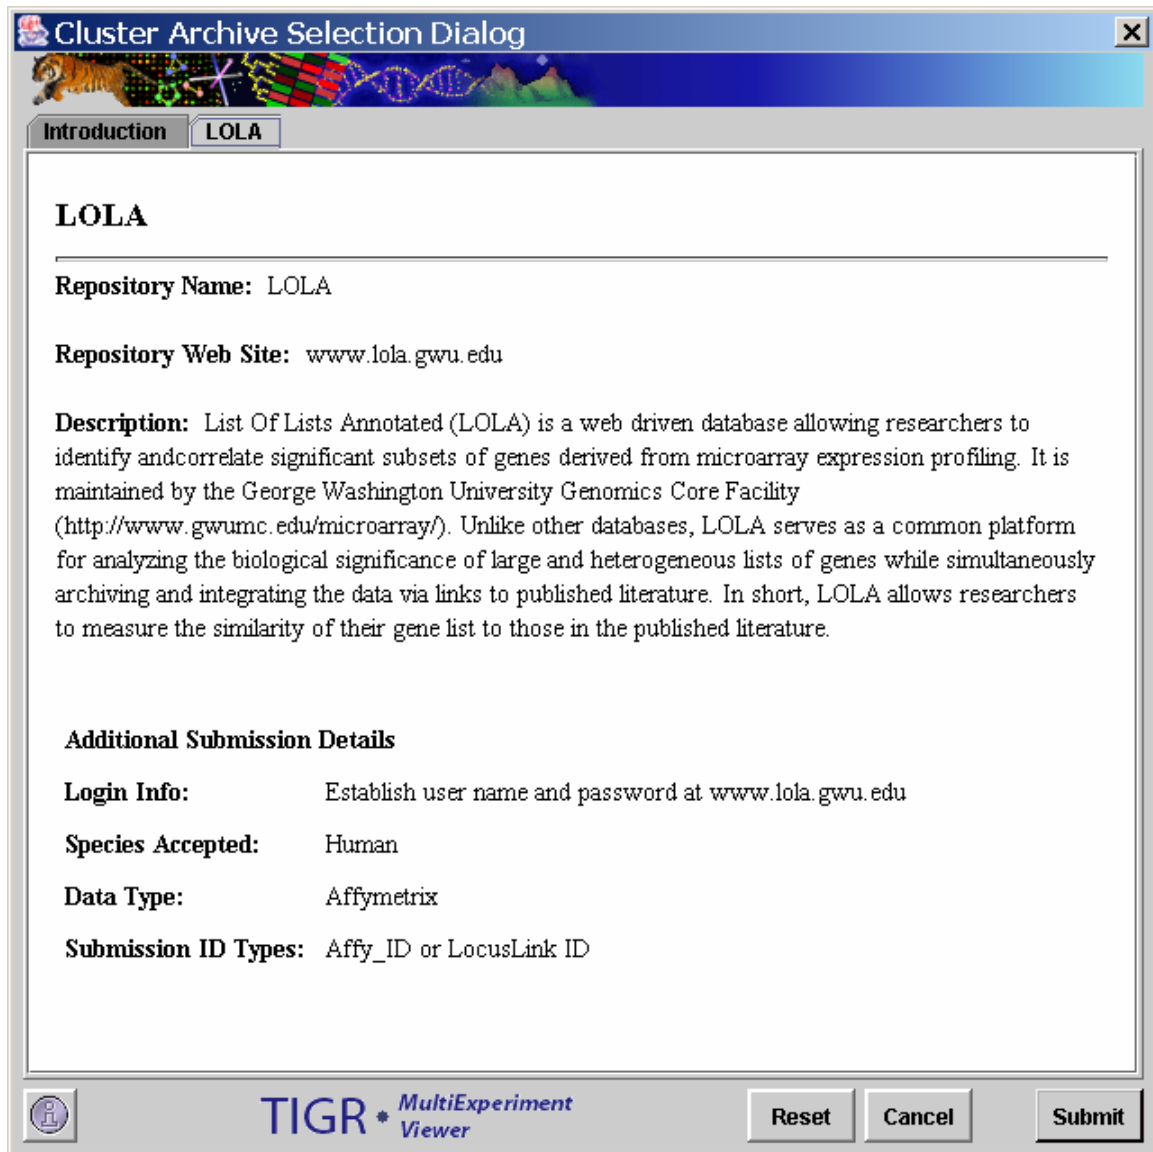 Cluster Archive Selection Dialog
Introduction LOLA
LOLA
Repository Name: LOLA
Repository Web Site: www.lola.gwu.edu
Description: List Of Lists Annotated (LOLA) is a web driven database allowing researchers to
identify andcorrelate significant subsets of genes derived from microarray expression profiling. It is
maintained by the George Washington University Genomics Core Facility
(http://www.gwumc.edu/microarray/). Unlike other databases, LOLA serves as a common platform
for analyzing the biological significance of large and heterogeneous lists of genes while simultaneously
archiving and integrating the data via links to published literature. In short, LOLA allows researchers
to measure the similarity of their gene list to those in the published literature.
Additional Submission Details
Login Info: Establish user name and password at www.lola.gwu.edu
Species Accepted: Human
Data Type: Affymetrix
Submission ID Types: Affy_ID or LocusLink ID
TIGR MultiExperiment
Viewer
Reset Cancel Submit